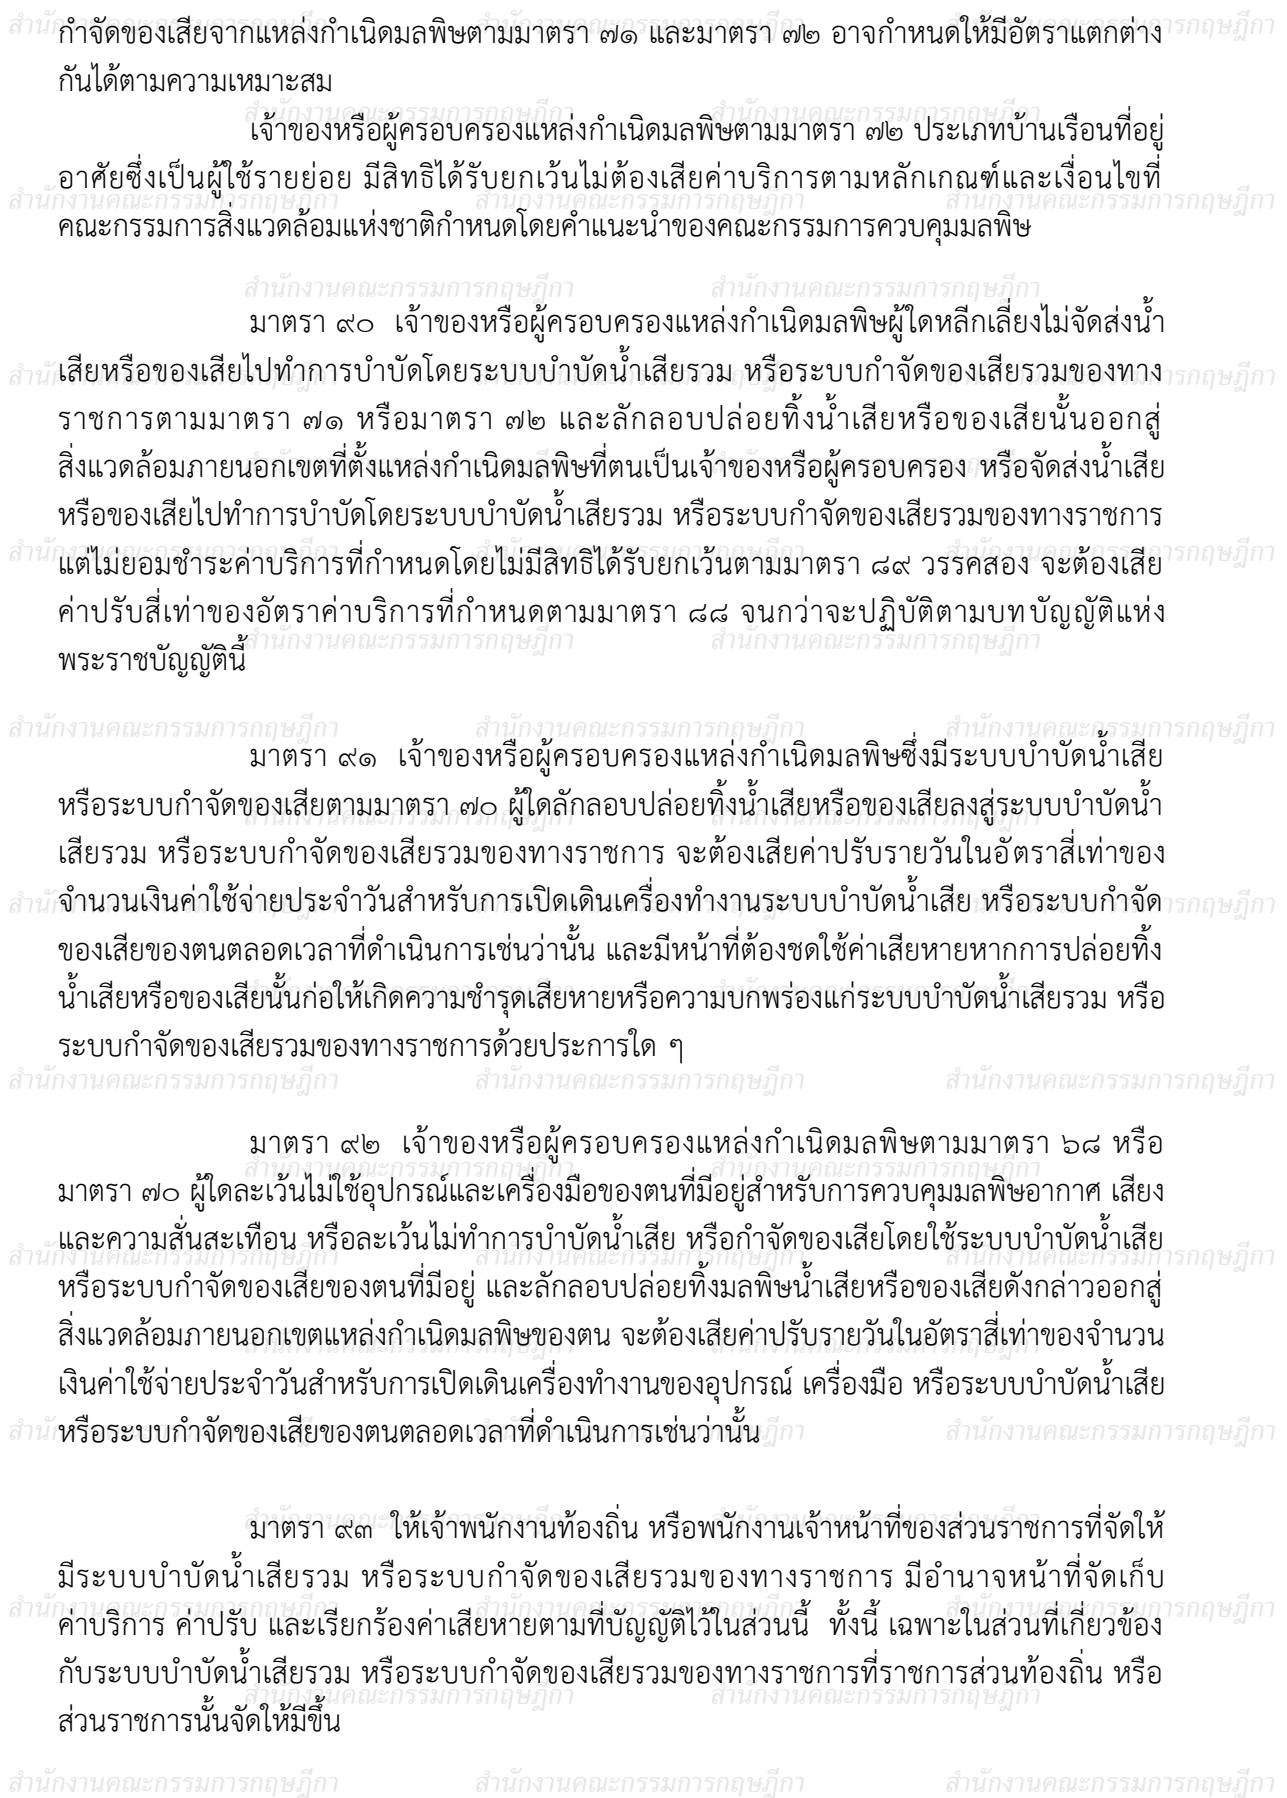 กำจัดของเสียจากแหล่งกำเนิดมลพิษตามมาตรา ๗๑ และมาตรา ๗๒ อาจกำหนดให้มีอัตราแตกต่าง
กันได้ตามความเหมาะสม
เจ้าของหรือผู้ครอบครองแหล่งกำเนิดมลพิษตามมาตรา ๗๒ ประเภทบ้านเรือนที่อยู่
อาศัยซึ่งเป็นผู้ใช้รายย่อย มีสิทธิได้รับยกเว้นไม่ต้องเสียค่าบริการตามหลักเกณฑ์และเงื่อนไขที่
คณะกรรมการสิ่งแวดล้อมแห่งชาติกำหนดโดยคำแนะนำของคณะกรรมการควบคุมมลพิษ
มาตรา ๙๐  เจ้าของหรือผู้ครอบครองแหล่งกำเนิดมลพิษผู้ใดหลีกเลี่ยงไม่จัดส่งน้ำ
เสียหรือของเสียไปทำการบำบัดโดยระบบบำบัดน้ำเสียรวม หรือระบบกำจัดของเสียรวมของทาง
ราชการตามมาตรา ๗๑ หรือมาตรา ๗๒ และลักลอบปล่อยทิ้งน้ำเสียหรือของเสียนั้นออกสู่
สิ่งแวดล้อมภายนอกเขตที่ตั้งแหล่งกำเนิดมลพิษที่ตนเป็นเจ้าของหรือผู้ครอบครอง หรือจัดส่งน้ำเสีย
หรือของเสียไปทำการบำบัดโดยระบบบำบัดน้ำเสียรวม หรือระบบกำจัดของเสียรวมของทางราชการ
แต่ไม่ยอมชำระค่าบริการที่กำหนดโดยไม่มีสิทธิได้รับยกเว้นตามมาตรา ๘๙ วรรคสอง จะต้องเสีย
ค่าปรับสี่เท่าของอัตราค่าบริการที่กำหนดตามมาตรา ๘๘ จนกว่าจะปฏิบัติตามบทบัญญัติแห่ง
พระราชบัญญัตินี้
มาตรา ๙๑  เจ้าของหรือผู้ครอบครองแหล่งกำเนิดมลพิษซึ่งมีระบบบำบัดน้ำเสีย
หรือระบบกำจัดของเสียตามมาตรา ๗๐ ผู้ใดลักลอบปล่อยทิ้งน้ำเสียหรือของเสียลงสู่ระบบบำบัดน้ำ
เสียรวม หรือระบบกำจัดของเสียรวมของทางราชการ จะต้องเสียค่าปรับรายวันในอัตราสี่เท่าของ
จำนวนเงินค่าใช้จ่ายประจำวันสำหรับการเปิดเดินเครื่องทำงานระบบบำบัดน้ำเสีย หรือระบบกำจัด
ของเสียของตนตลอดเวลาที่ดำเนินการเช่นว่านั้น และมีหน้าที่ต้องชดใช้ค่าเสียหายหากการปล่อยทิ้ง
น้ำเสียหรือของเสียนั้นก่อให้เกิดความชำรุดเสียหายหรือความบกพร่องแก่ระบบบำบัดน้ำเสียรวม หรือ
ระบบกำจัดของเสียรวมของทางราชการด้วยประการใด ๆ
มาตรา ๙๒  เจ้าของหรือผู้ครอบครองแหล่งกำเนิดมลพิษตามมาตรา ๖๘ หรือ
มาตรา ๗๐ ผู้ใดละเว้นไม่ใช้อุปกรณ์และเครื่องมือของตนที่มีอยู่สำหรับการควบคุมมลพิษอากาศ เสียง
และความสั่นสะเทือน หรือละเว้นไม่ทำการบำบัดน้ำเสีย หรือกำจัดของเสียโดยใช้ระบบบำบัดน้ำเสีย
หรือระบบกำจัดของเสียของตนที่มีอยู่ และลักลอบปล่อยทิ้งมลพิษน้ำเสียหรือของเสียดังกล่าวออกสู่
สิ่งแวดล้อมภายนอกเขตแหล่งกำเนิดมลพิษของตน จะต้องเสียค่าปรับรายวันในอัตราสี่เท่าของจำนวน
เงินค่าใช้จ่ายประจำวันสำหรับการเปิดเดินเครื่องทำงานของอุปกรณ์ เครื่องมือ หรือระบบบำบัดน้ำเสีย
หรือระบบกำจัดของเสียของตนตลอดเวลาที่ดำเนินการเช่นว่านั้น
มาตรา ๙๓  ให้เจ้าพนักงานท้องถิ่น หรือพนักงานเจ้าหน้าที่ของส่วนราชการที่จัดให้
มีระบบบำบัดน้ำเสียรวม หรือระบบกำจัดของเสียรวมของทางราชการ มีอำนาจหน้าที่จัดเก็บ
ค่าบริการ ค่าปรับ และเรียกร้องค่าเสียหายตามที่บัญญัติไว้ในส่วนนี้  ทั้งนี้ เฉพาะในส่วนที่เกี่ยวข้อง
กับระบบบำบัดน้ำเสียรวม หรือระบบกำจัดของเสียรวมของทางราชการที่ราชการส่วนท้องถิ่น หรือ
ส่วนราชการนั้นจัดให้มีขึ้น
สำนักงานคณะกรรมการกฤษฎีกา สำนักงานคณะกรรมการกฤษฎีกา สำนักงานคณะกรรมการกฤษฎีกา